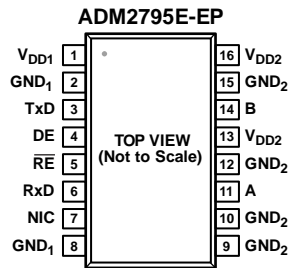 ADM2795E-EP
VDD1 1
GND1 2
TxD 3
DE 4
RE 5
RxD 6
NIC 7
GND1 8
TOP VIEW
(Not to Scale)
16 VDD2
15 GND2
14 B
13 VDD2
12 GND2
11 A
10 GND2
9 GND2